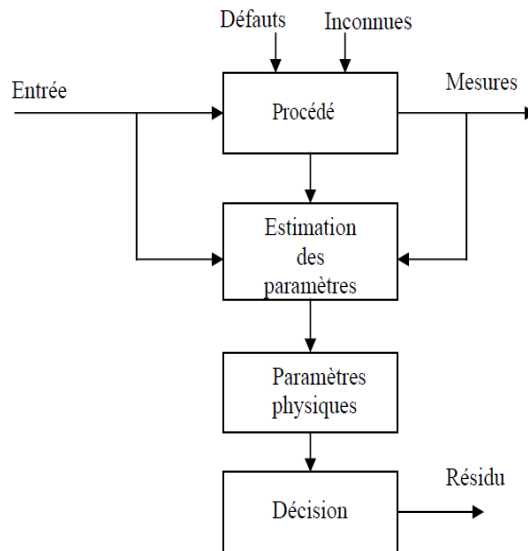 Défauts
Inconnues
Entrée
Procédé
Mesures
Estimation
des
paramètres
Paramètres
physiques
Décision
Résidu